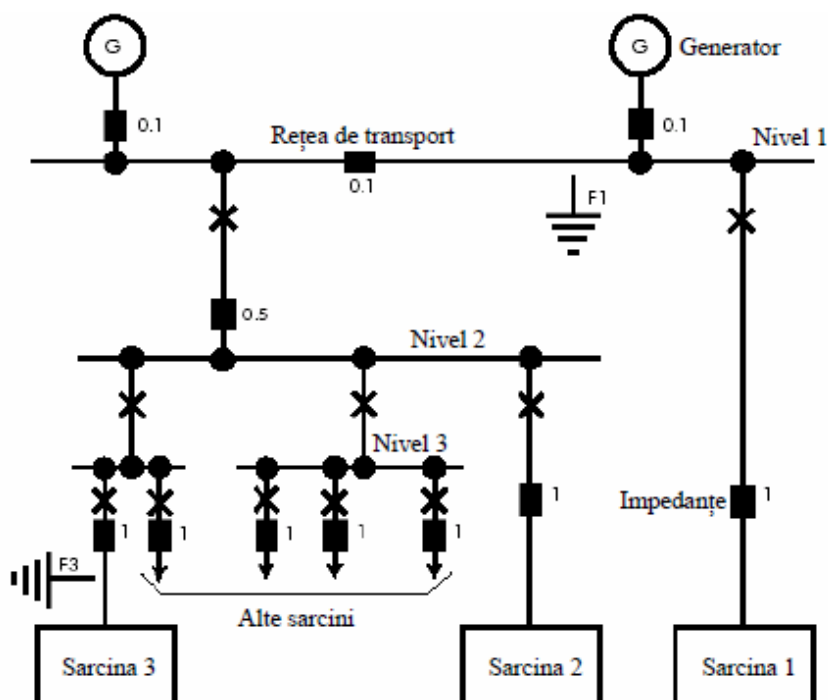 G
G
Generator
0.1
0.1
Rețea de transport
Nivel 1
0.1
F1
0.5
Nivel 2
Nivel 3
Impedanțe
1
1
1
1
1
1
1
F3
Alte sarcini
Sarcina 3
Sarcina 2
Sarcina 1